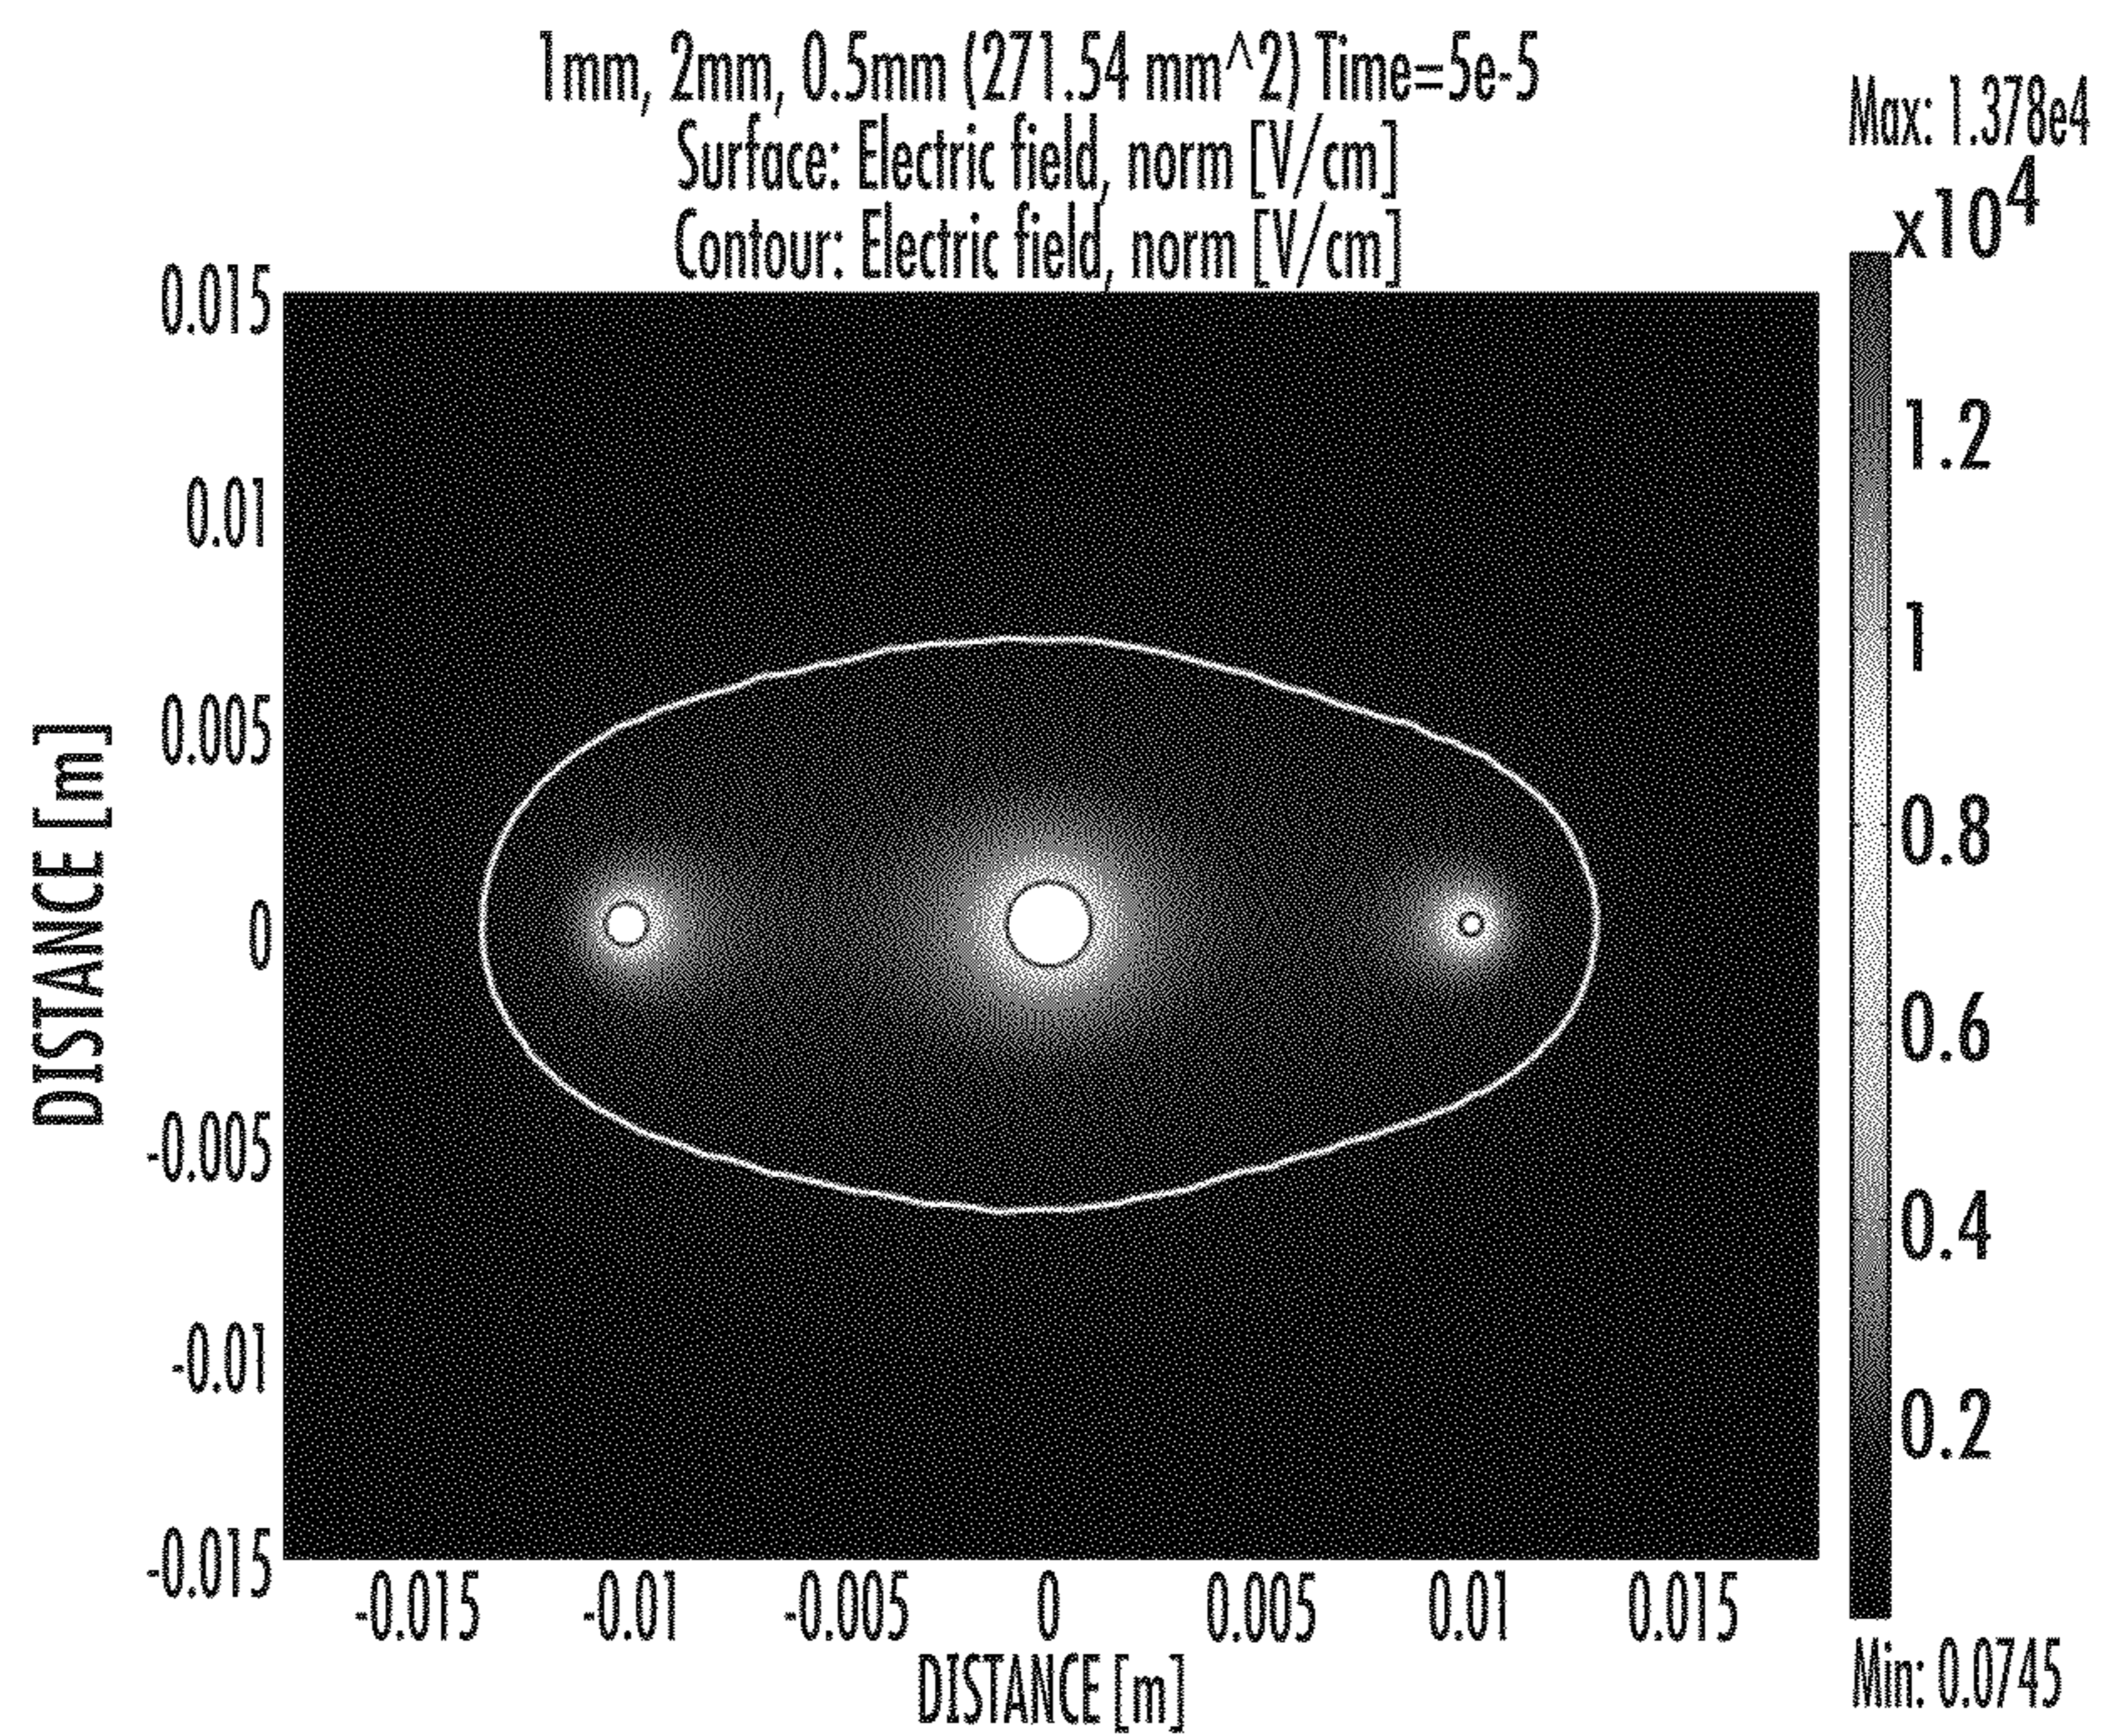 1mm, 2mm, 0.5mm (271.54 mm^2) Time=5e-5
Surface: Electric field, norm [V/cm]
Contour: Electric field, norm [V/cm]
Max: 1.378e4
x10^4
0.015
0.01
0.005
0
-0.005
-0.01
-0.015
DISTANCE [m]
-0.015 -0.01 -0.005 0 0.005 0.01 0.015
DISTANCE [m]
1.2
1
0.8
0.6
0.4
0.2
Min: 0.0745